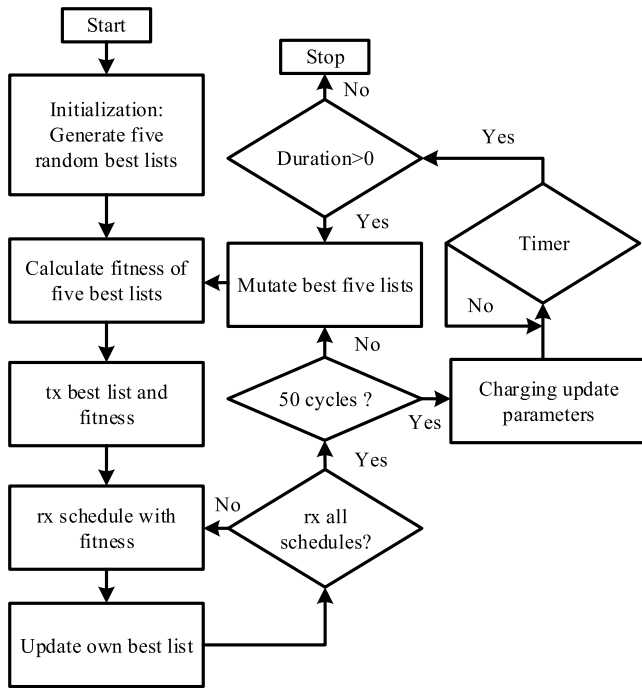 Start
Initialization:
Generate five
random best lists
Calculate fitness of
five best lists
tx best list and
fitness
rx schedule with
fitness
Update own best list
Stop
No
Duration>0
Yes
Mutate best five lists
No
50 cycles ?
Yes
Yes
rx all
schedules?
No
Yes
Timer
No
Charging update
parameters